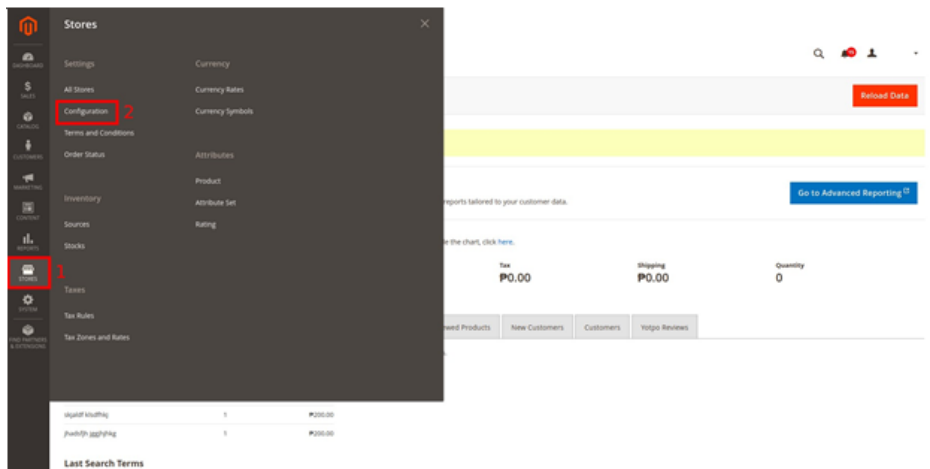 Stores
DASHBOARD
SALES
CATALOG
CUSTOMERS
MARKETING
CONTENT
REPORTS
STORES
SYSTEM
FIND PARTNERS
& EXTENSIONS
1
Settings
All Stores
Configuration
2
Terms and Conditions
Order Status
Inventory
Sources
Stocks
Taxes
Tax Rules
Tax Zones and Rates
Currency
Currency Rates
Currency Symbols
Attributes
Product
Attribute Set
Rating
Reload Data
reports tailored to your customer data.
Go to Advanced Reporting
e the chart, click here.
Tax
₱0.00
Shipping
₱0.00
Quantity
0
wed Products
New Customers
Customers
Yotpo Reviews
1 ₱200.00
1 ₱200.00
Last Search Terms